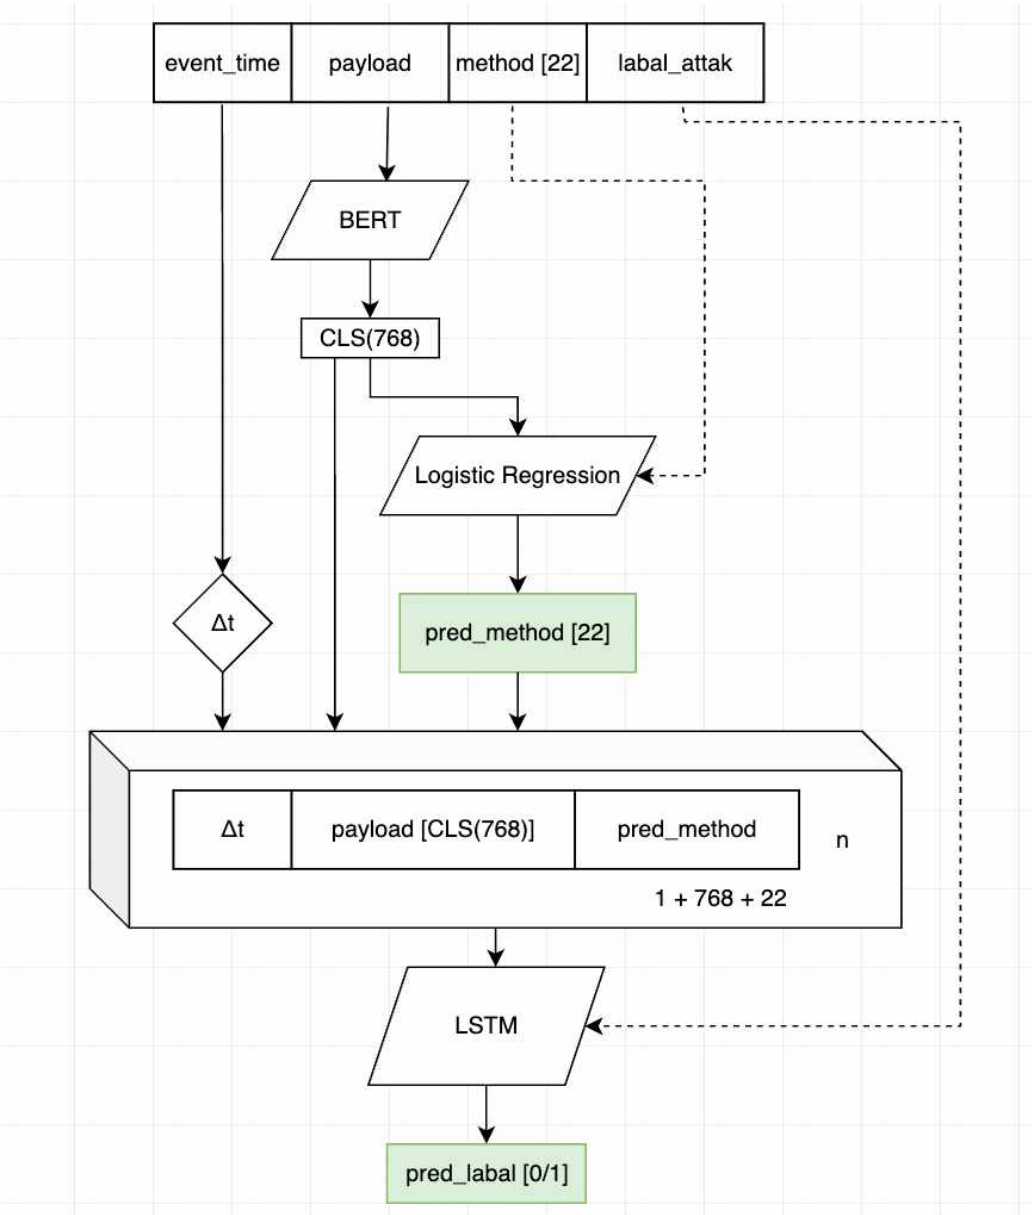 event_time
payload
method [22]
labal_attak
BERT
CLS(768)
Logistic Regression
Δt
pred_method [22]
Δt
payload [CLS(768)]
pred_method
n
1 + 768 + 22
LSTM
pred_labal [0/1]